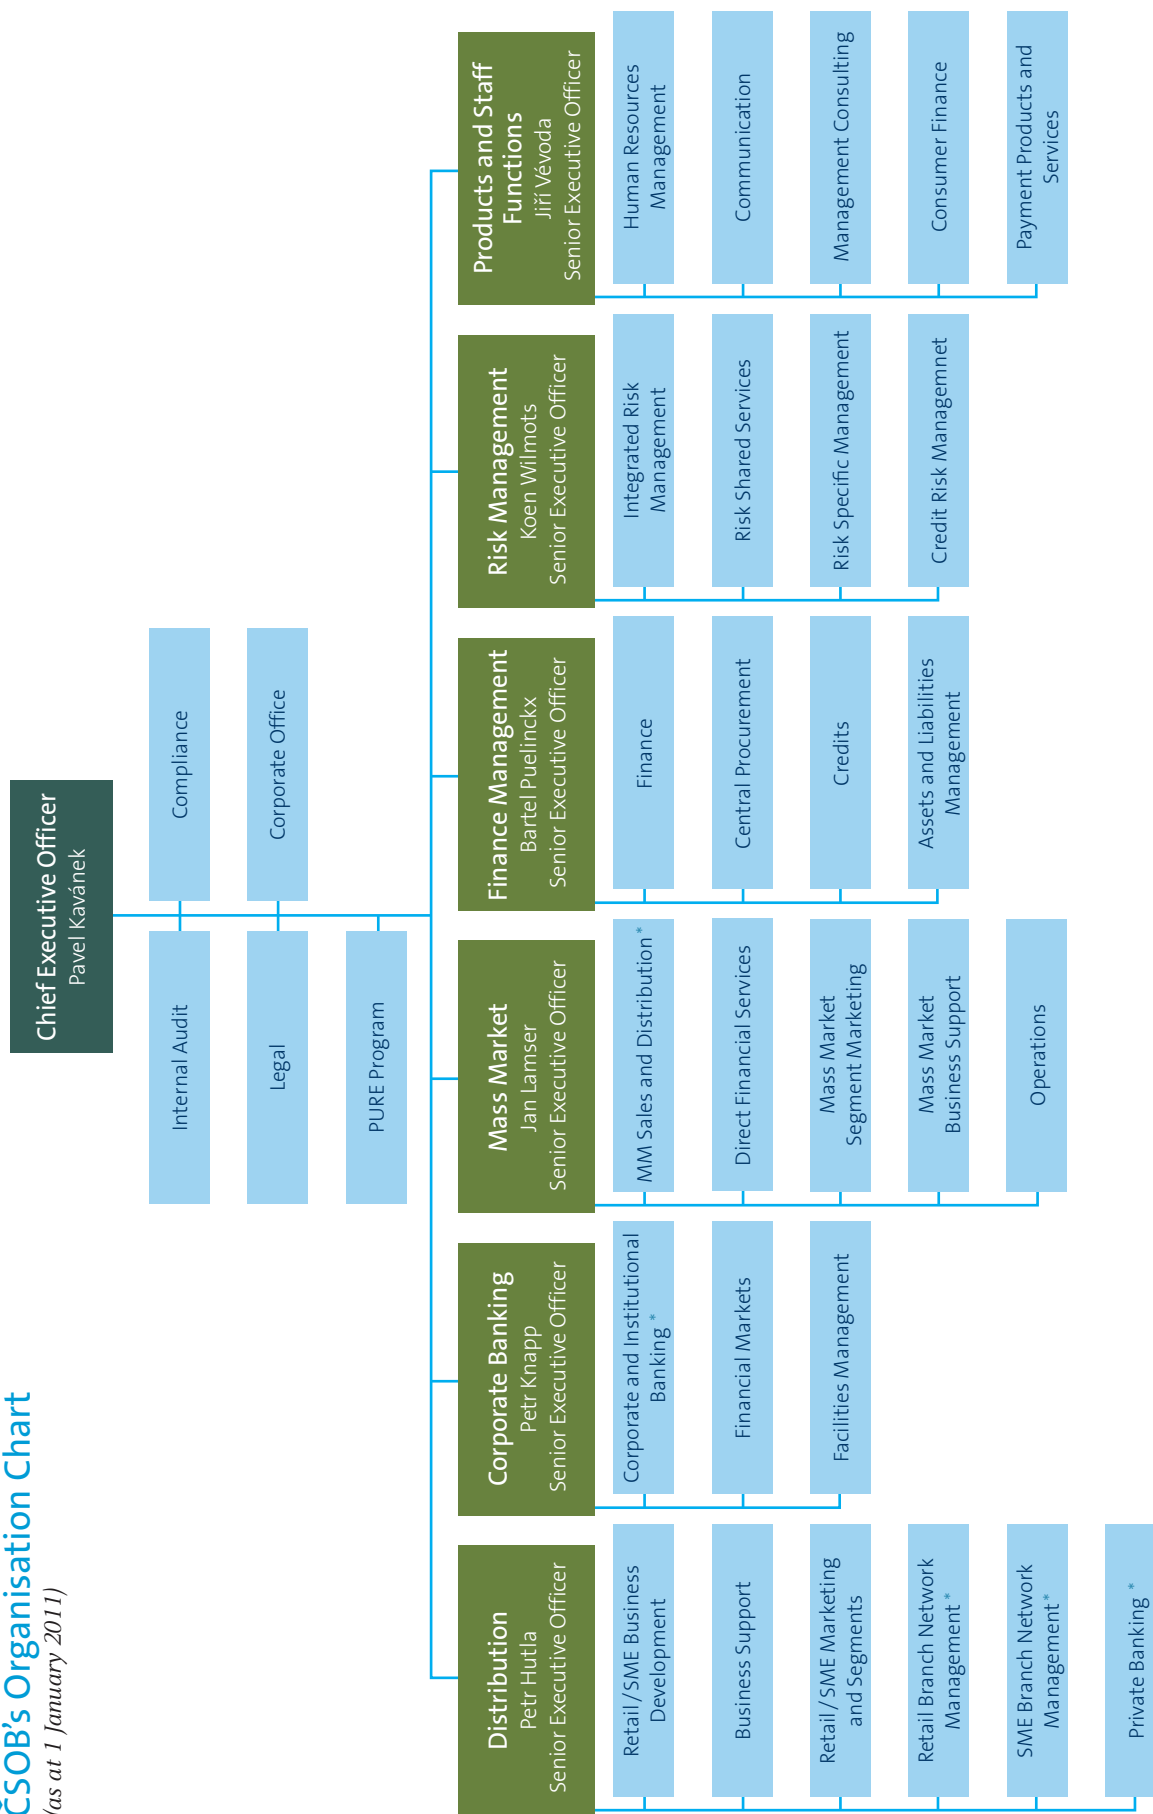 ČSOB’s Organisation Chart
(as at 1 January 2011)
Chief Executive Officer
Pavel Kavánek
Internal Audit
Compliance
Legal
Corporate Office
PURE Program
Distribution
Petr Hutla
Senior Executive Officer
Retail / SME Business
Development
Business Support
Retail / SME Marketing
and Segments
Retail Branch Network
Management *
SME Branch Network
Management *
Private Banking *
Corporate Banking
Petr Knapp
Senior Executive Officer
Corporate and Institutional
Banking *
Financial Markets
Facilities Management
Mass Market
Jan Lamser
Senior Executive Officer
MM Sales and Distribution *
Direct Financial Services
Mass Market
Segment Marketing
Mass Market
Business Support
Operations
Finance Management
Bartel Puelinckx
Senior Executive Officer
Finance
Central Procurement
Credits
Assets and Liabilities
Management
Risk Management
Koen Wilmots
Senior Executive Officer
Integrated Risk
Management
Risk Shared Services
Risk Specific Management
Credit Risk Managemnet
Products and Staff
Functions
Jiří Vévoda
Senior Executive Officer
Human Resources
Management
Communication
Management Consulting
Consumer Finance
Payment Products and
Services